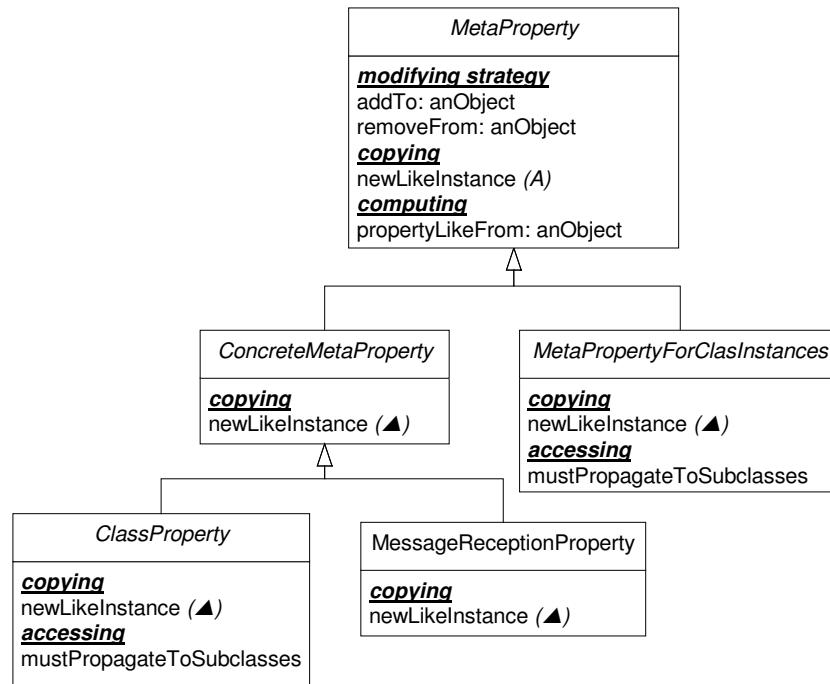 MetaProperty
modifying strategy
addTo: anObject
removeFrom: anObject
copying
newLikeInstance (A)
computing
propertyLikeFrom: anObject
ConcreteMetaProperty
copying
newLikeInstance (▲)
MetaPropertyForClasInstances
copying
newLikeInstance (▲)
accessing
mustPropagateToSubclasses
ClassProperty
copying
newLikeInstance (▲)
accessing
mustPropagateToSubclasses
MessageReceptionProperty
copying
newLikeInstance (▲)